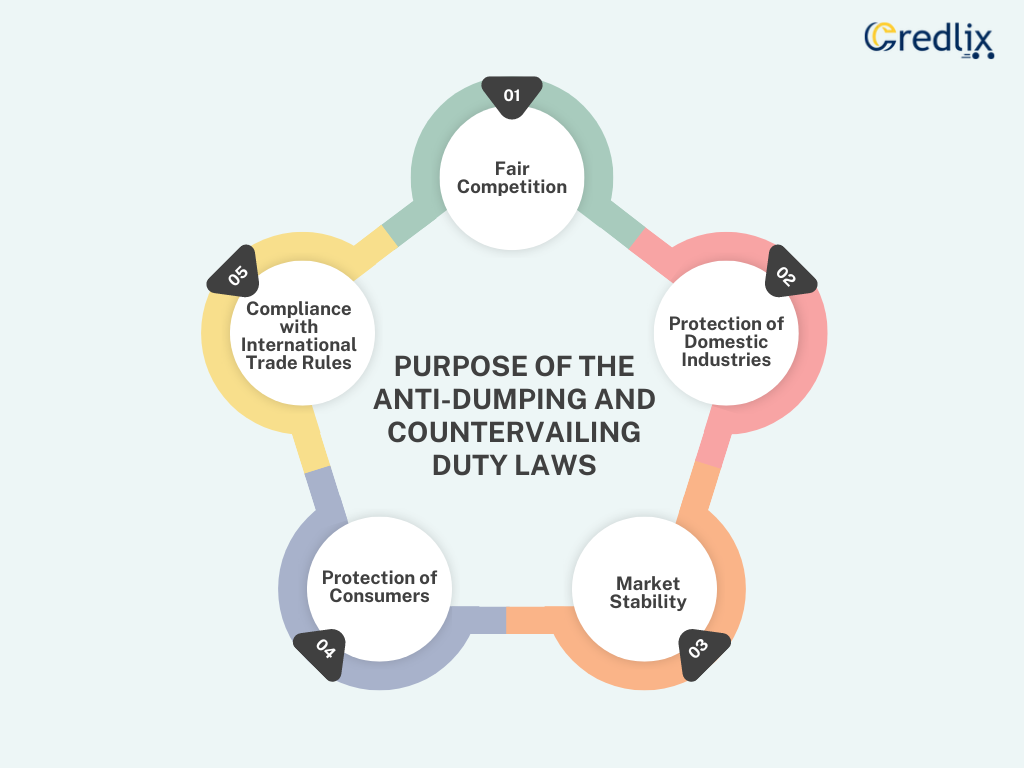 Credlix
01
Fair
Competition
02
Protection of
Domestic
Industries
03
Market
Stability
04
Protection of
Consumers
05
Compliance
with
International
Trade Rules
PURPOSE OF THE
ANTI-DUMPING AND
COUNTERVAILING
DUTY LAWS